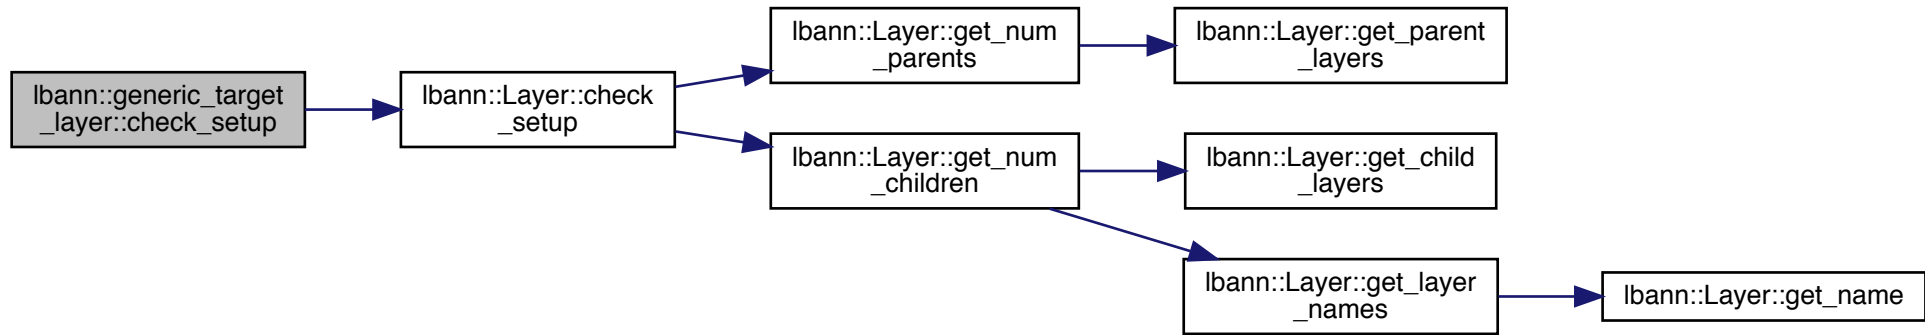 lbann::generic_target
_layer::check_setup
lbann::Layer::check
_setup
lbann::Layer::get_num
_parents
lbann::Layer::get_parent
_layers
lbann::Layer::get_num
_children
lbann::Layer::get_child
_layers
lbann::Layer::get_layer
_names
lbann::Layer::get_name